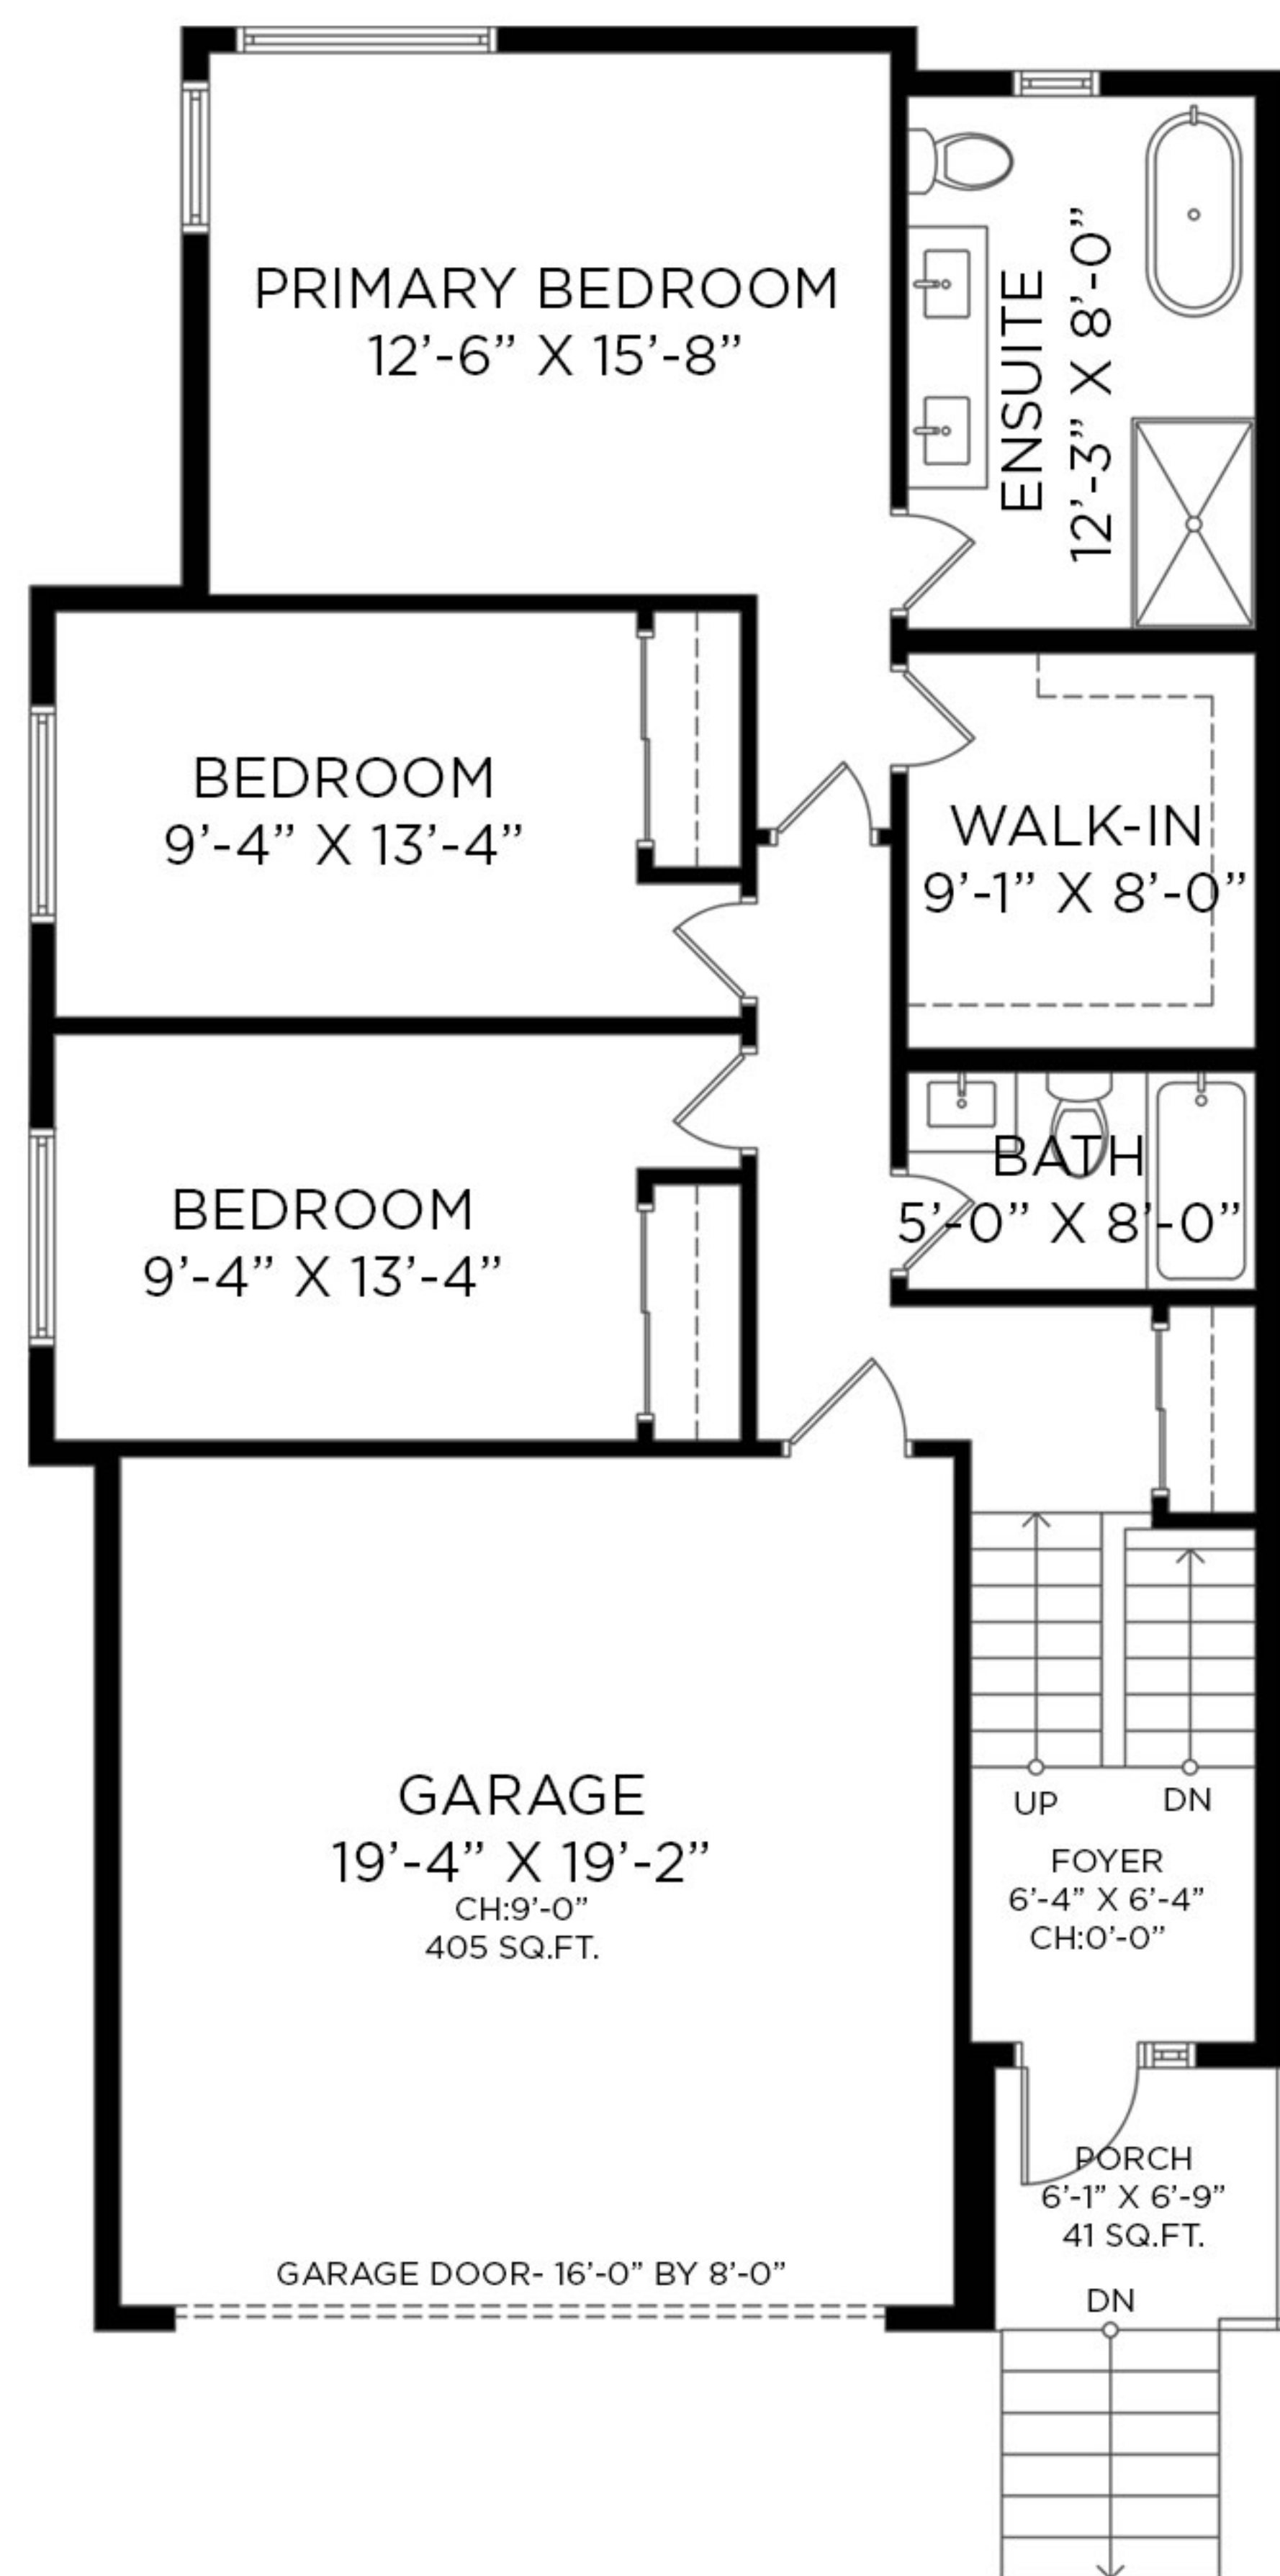 PRIMARY BEDROOM
12’-6” X 15’-8”
ENSUITE
12’-3” X 8’-0”
BEDROOM
9’-4” X 13’-4”
WALK-IN
9’-1” X 8’-0”
BATH
5’-0” X 8’-0”
BEDROOM
9’-4” X 13’-4”
GARAGE
19’-4” X 19’-2”
CH:9’-0”
405 SQ.FT.
UP
DN
FOYER
6’-4” X 6’-4”
CH:0’-0”
PORCH
6’-1” X 6’-9”
41 SQ.FT.
GARAGE DOOR- 16’-0” BY 8’-0”
DN